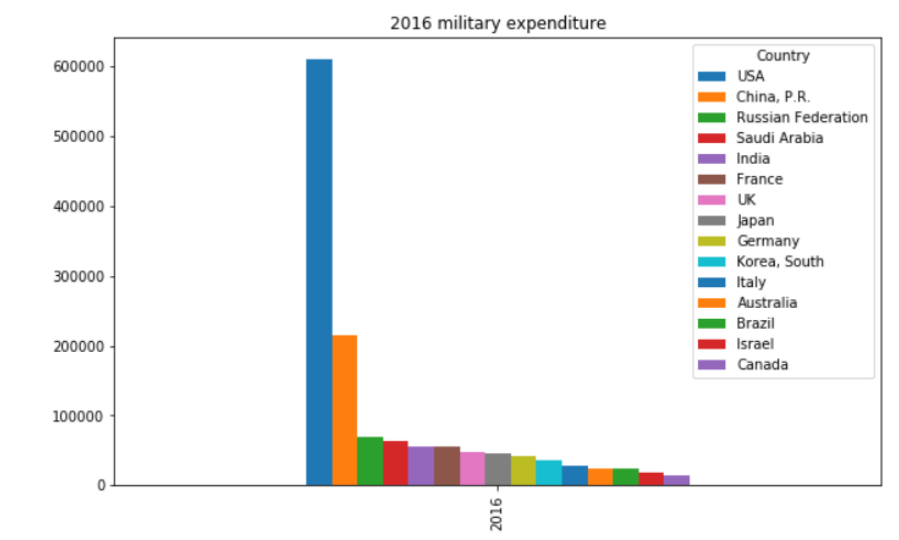 2016 military expenditure
600000
500000
400000
300000
200000
100000
0
2016
Country
USA
China, P.R.
Russian Federation
Saudi Arabia
India
France
UK
Japan
Germany
Korea, South
Italy
Australia
Brazil
Israel
Canada